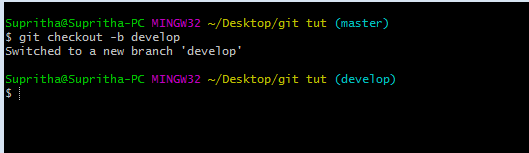 Supritha@Supritha-PC MINGW32 ~/Desktop/git tut (master)
$ git checkout -b develop
Switched to a new branch 'develop'
Supritha@Supritha-PC MINGW32 ~/Desktop/git tut (develop)
$